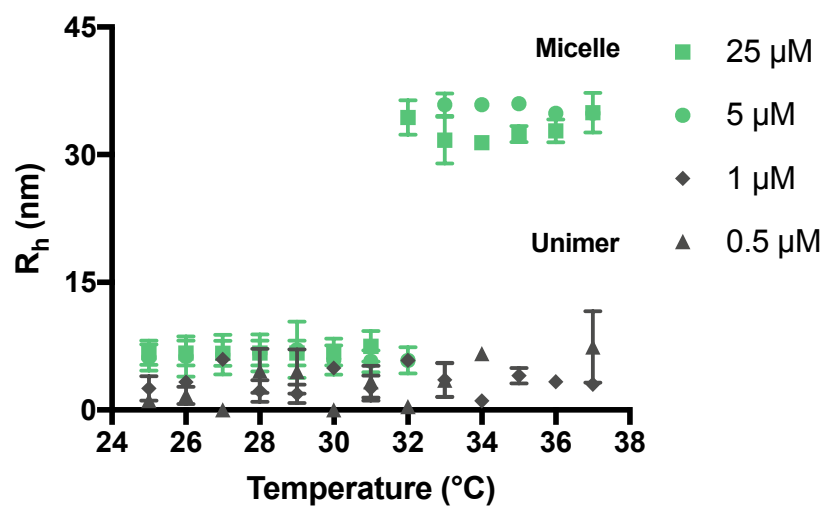 45
30
15
0
R_h (nm)
24 26 28 30 32 34 36 38
Temperature (°C)
Micelle
Unimer
25 µM
5 µM
1 µM
0.5 µM